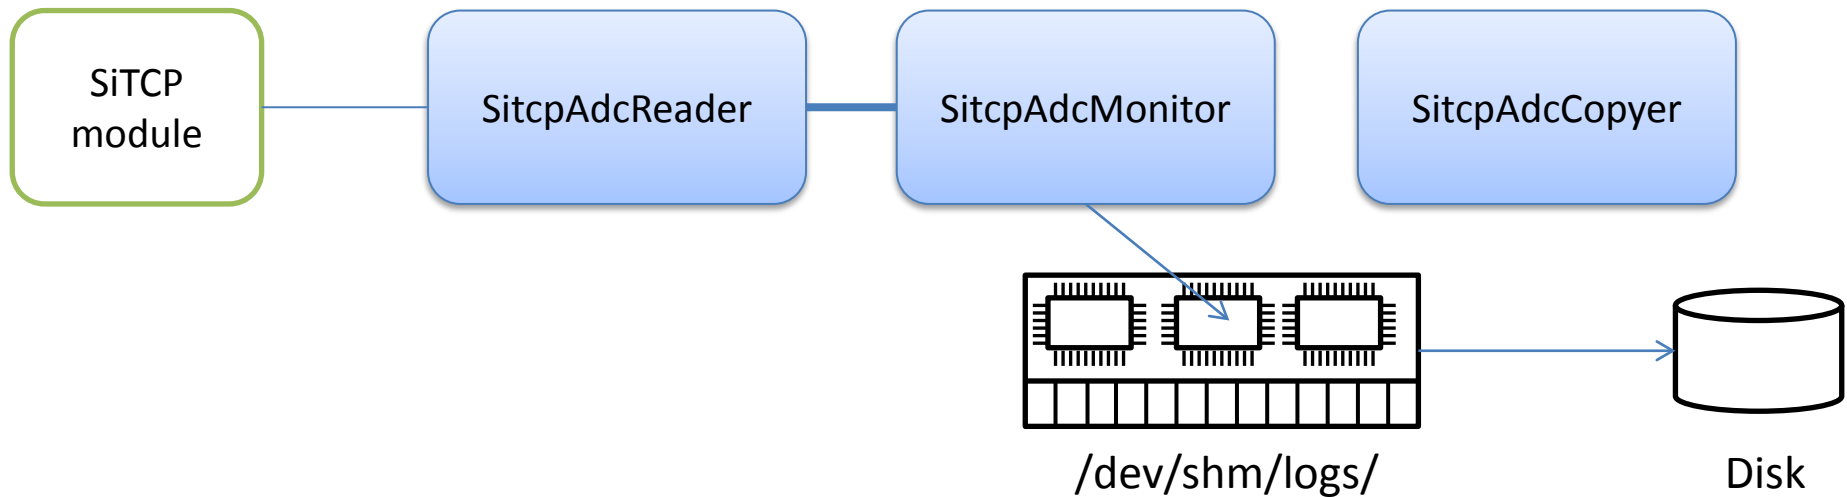 SiTCP
module
SitcpAdcReader
SitcpAdcMonitor
SitcpAdcCopyer
/dev/shm/logs/
Disk